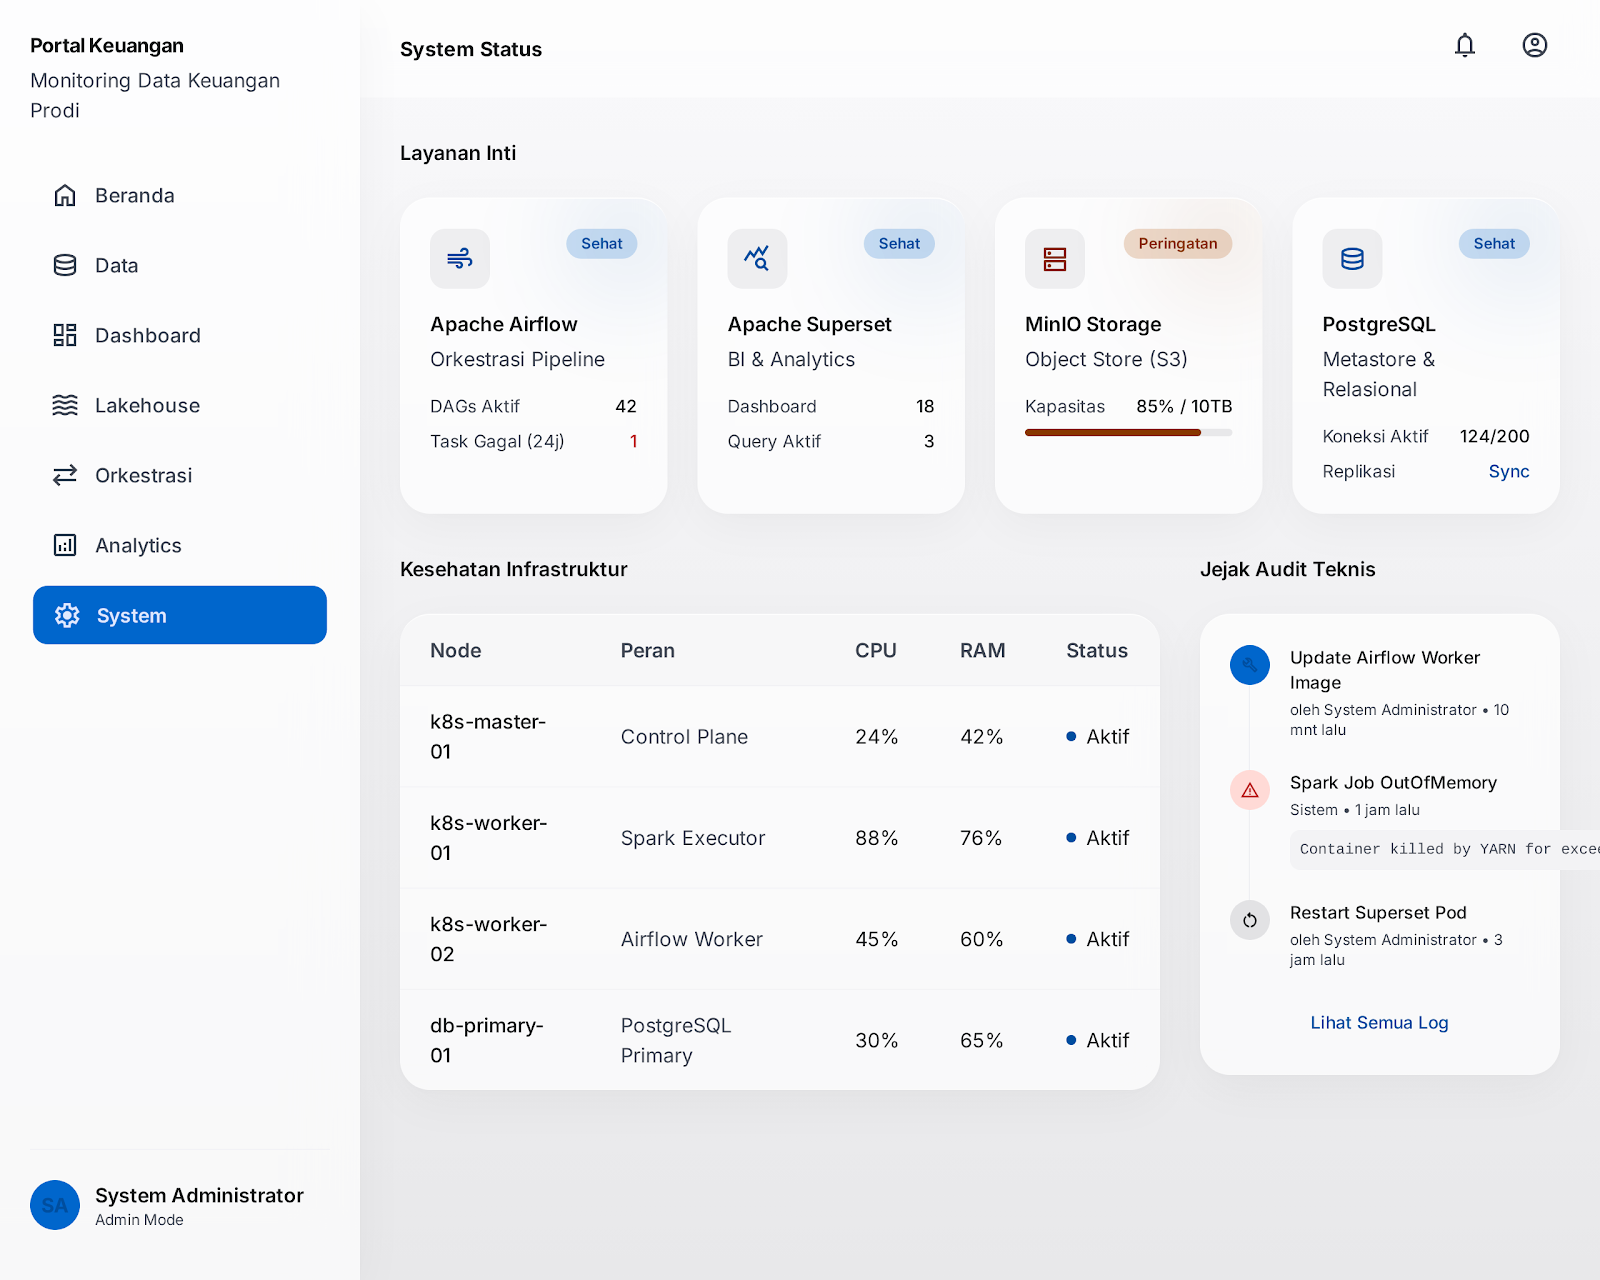 Portal Keuangan
Monitoring Data Keuangan
Prodi
Beranda
Data
Dashboard
Lakehouse
Orkestrasi
Analytics
System
SA
System Administrator
Admin Mode
System Status
Layanan Inti
Sehat
Apache Airflow
Orkestrasi Pipeline
DAGs Aktif 42
Task Gagal (24j) 1
Sehat
Apache Superset
BI & Analytics
Dashboard 18
Query Aktif 3
Peringatan
MinIO Storage
Object Store (S3)
Kapasitas 85% / 10TB
Sehat
PostgreSQL
Metastore &
Relasional
Koneksi Aktif 124/200
Replikasi Sync
Kesehatan Infrastruktur
Node Peran CPU RAM Status
k8s-master-
01
Control Plane 24% 42% Aktif
k8s-worker-
01
Spark Executor 88% 76% Aktif
k8s-worker-
02
Airflow Worker 45% 60% Aktif
db-primary-
01
PostgreSQL
Primary
30% 65% Aktif
Jejak Audit Teknis
Update Airflow Worker
Image
oleh System Administrator • 10
mnt lalu
Spark Job OutOfMemory
Sistem • 1 jam lalu
Container killed by YARN for
Restart Superset Pod
oleh System Administrator • 3
jam lalu
Lihat Semua Log